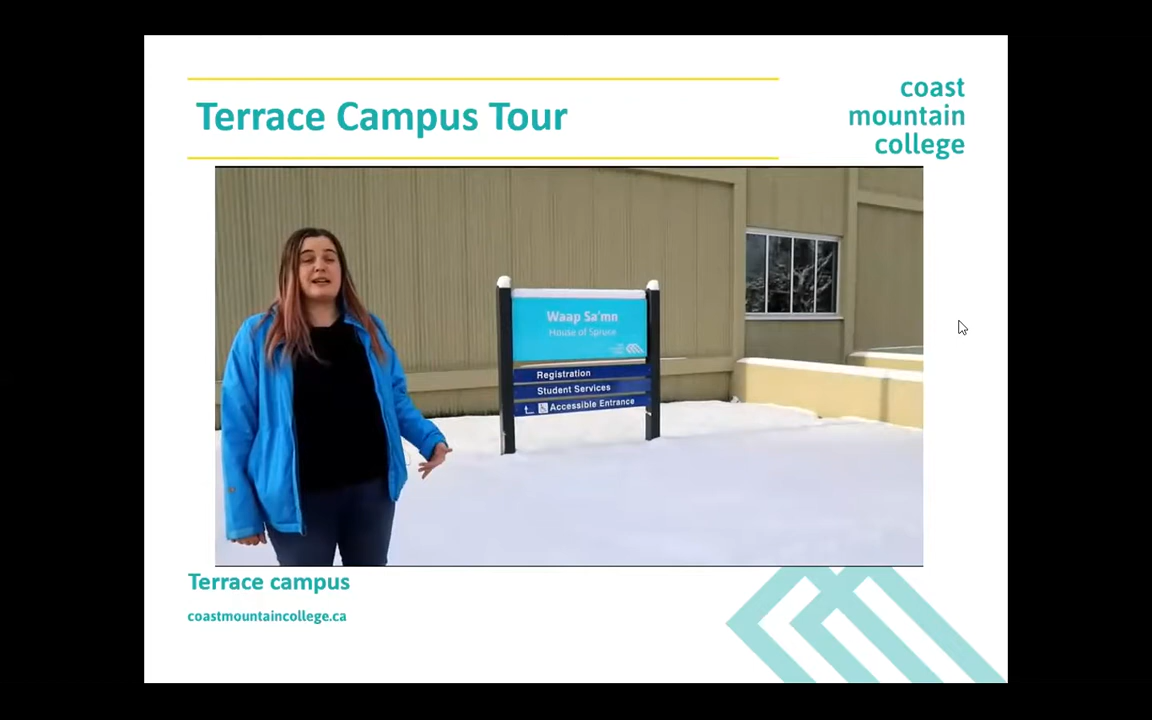 Terrace Campus Tour
coast
mountain
college
Waap Sa'mn
House of Spruce
Registration
Student Services
Accessible Entrance
Terrace campus
coastmountaincollege.ca